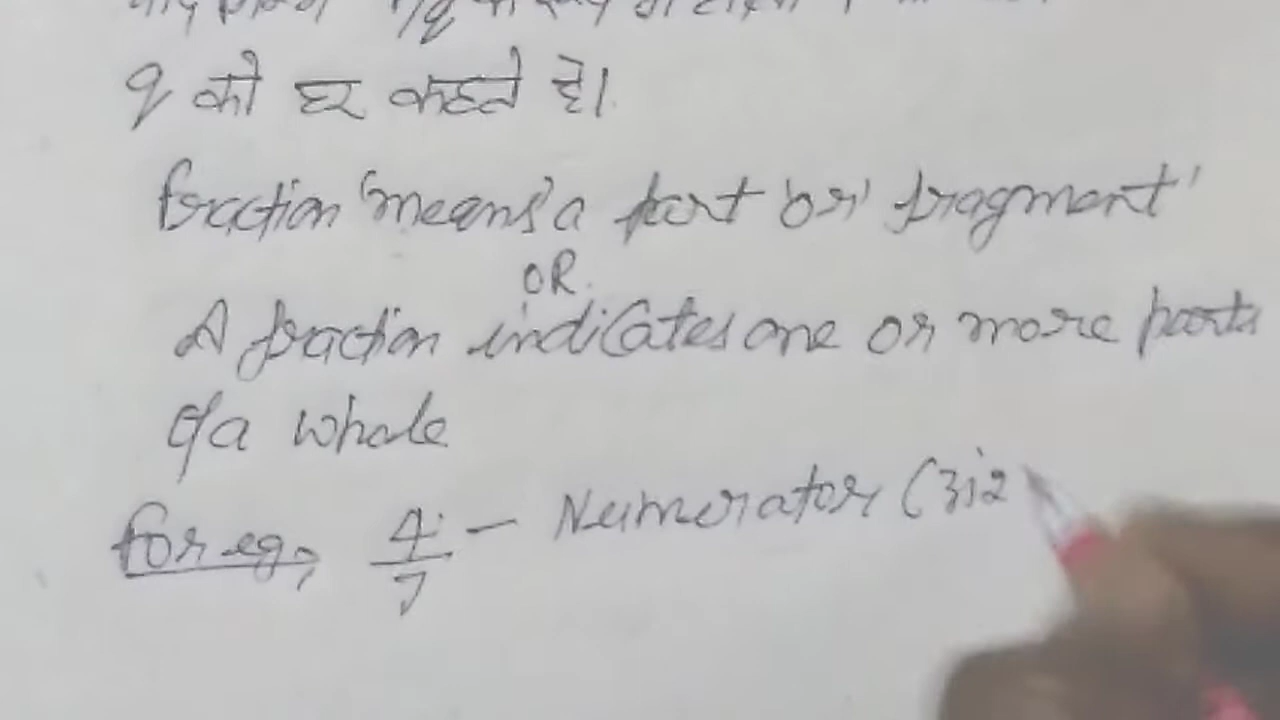 q को हर कहते है।
fraction 'means' a part 'or' 'fragment'
OR
A fraction indicates one or more parts
of a whole
for eg, 4/7 — Numerator (अंश